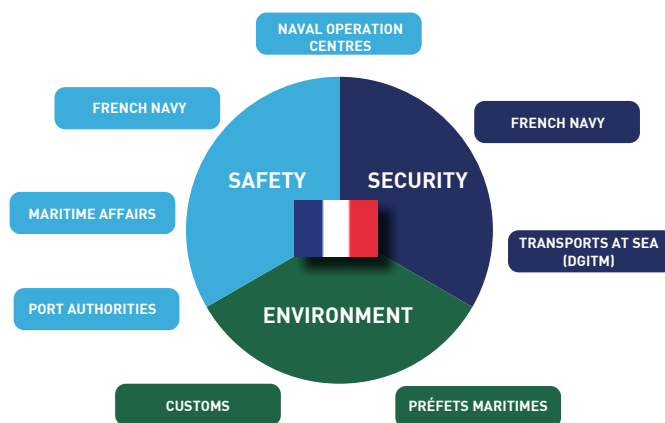 NAVAL OPERATION
CENTRES
FRENCH NAVY
FRENCH NAVY
SAFETY
SECURITY
MARITIME AFFAIRS
TRANSPORTS AT SEA
(DGITM)
PORT AUTHORITIES
ENVIRONMENT
CUSTOMS
PRÉFETS MARITIMES